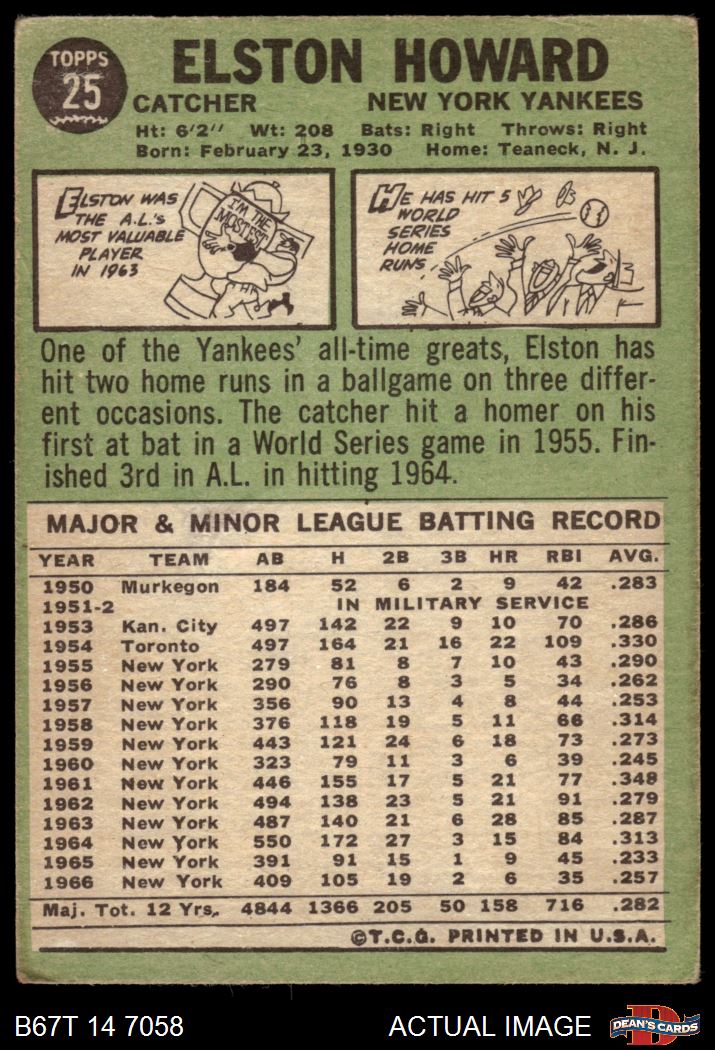 TOPPS
25
ELSTON HOWARD
CATCHER NEW YORK YANKEES
Ht: 6'2'' Wt: 208 Bats: Right Throws: Right
Born: February 23, 1930 Home: Teaneck, N. J.
ELSTON WAS
THE A.L.'s
MOST VALUABLE
PLAYER
IN 1963
I'M THE
MOSTEST
HE HAS HIT 5
WORLD
SERIES
HOME
RUNS
One of the Yankees' all-time greats, Elston has
hit two home runs in a ballgame on three differ-
ent occasions. The catcher hit a homer on his
first at bat in a World Series game in 1955. Fin-
ished 3rd in A.L. in hitting 1964.
MAJOR & MINOR LEAGUE BATTING RECORD
YEAR TEAM AB H 2B 3B HR RBI AVG.
1950 Murkegon 184 52 6 2 9 42 .283
1951-2 IN MILITARY SERVICE
1953 Kan. City 497 142 22 9 10 70 .286
1954 Toronto 497 164 21 16 22 109 .330
1955 New York 279 81 8 7 10 43 .290
1956 New York 290 76 8 3 5 34 .262
1957 New York 356 90 13 4 8 44 .253
1958 New York 376 118 19 5 11 66 .314
1959 New York 443 121 24 6 18 73 .273
1960 New York 323 79 11 3 6 39 .245
1961 New York 446 155 17 5 21 77 .348
1962 New York 494 138 23 5 21 91 .279
1963 New York 487 140 21 6 28 85 .287
1964 New York 550 172 27 3 15 84 .313
1965 New York 391 91 15 1 9 45 .233
1966 New York 409 105 19 2 6 35 .257
Maj. Tot. 12 Yrs. 4844 1366 205 50 158 716 .282
©T.C.G. PRINTED IN U.S.A.
B67T 14 7058 ACTUAL IMAGE
D
DEAN'S CARDS